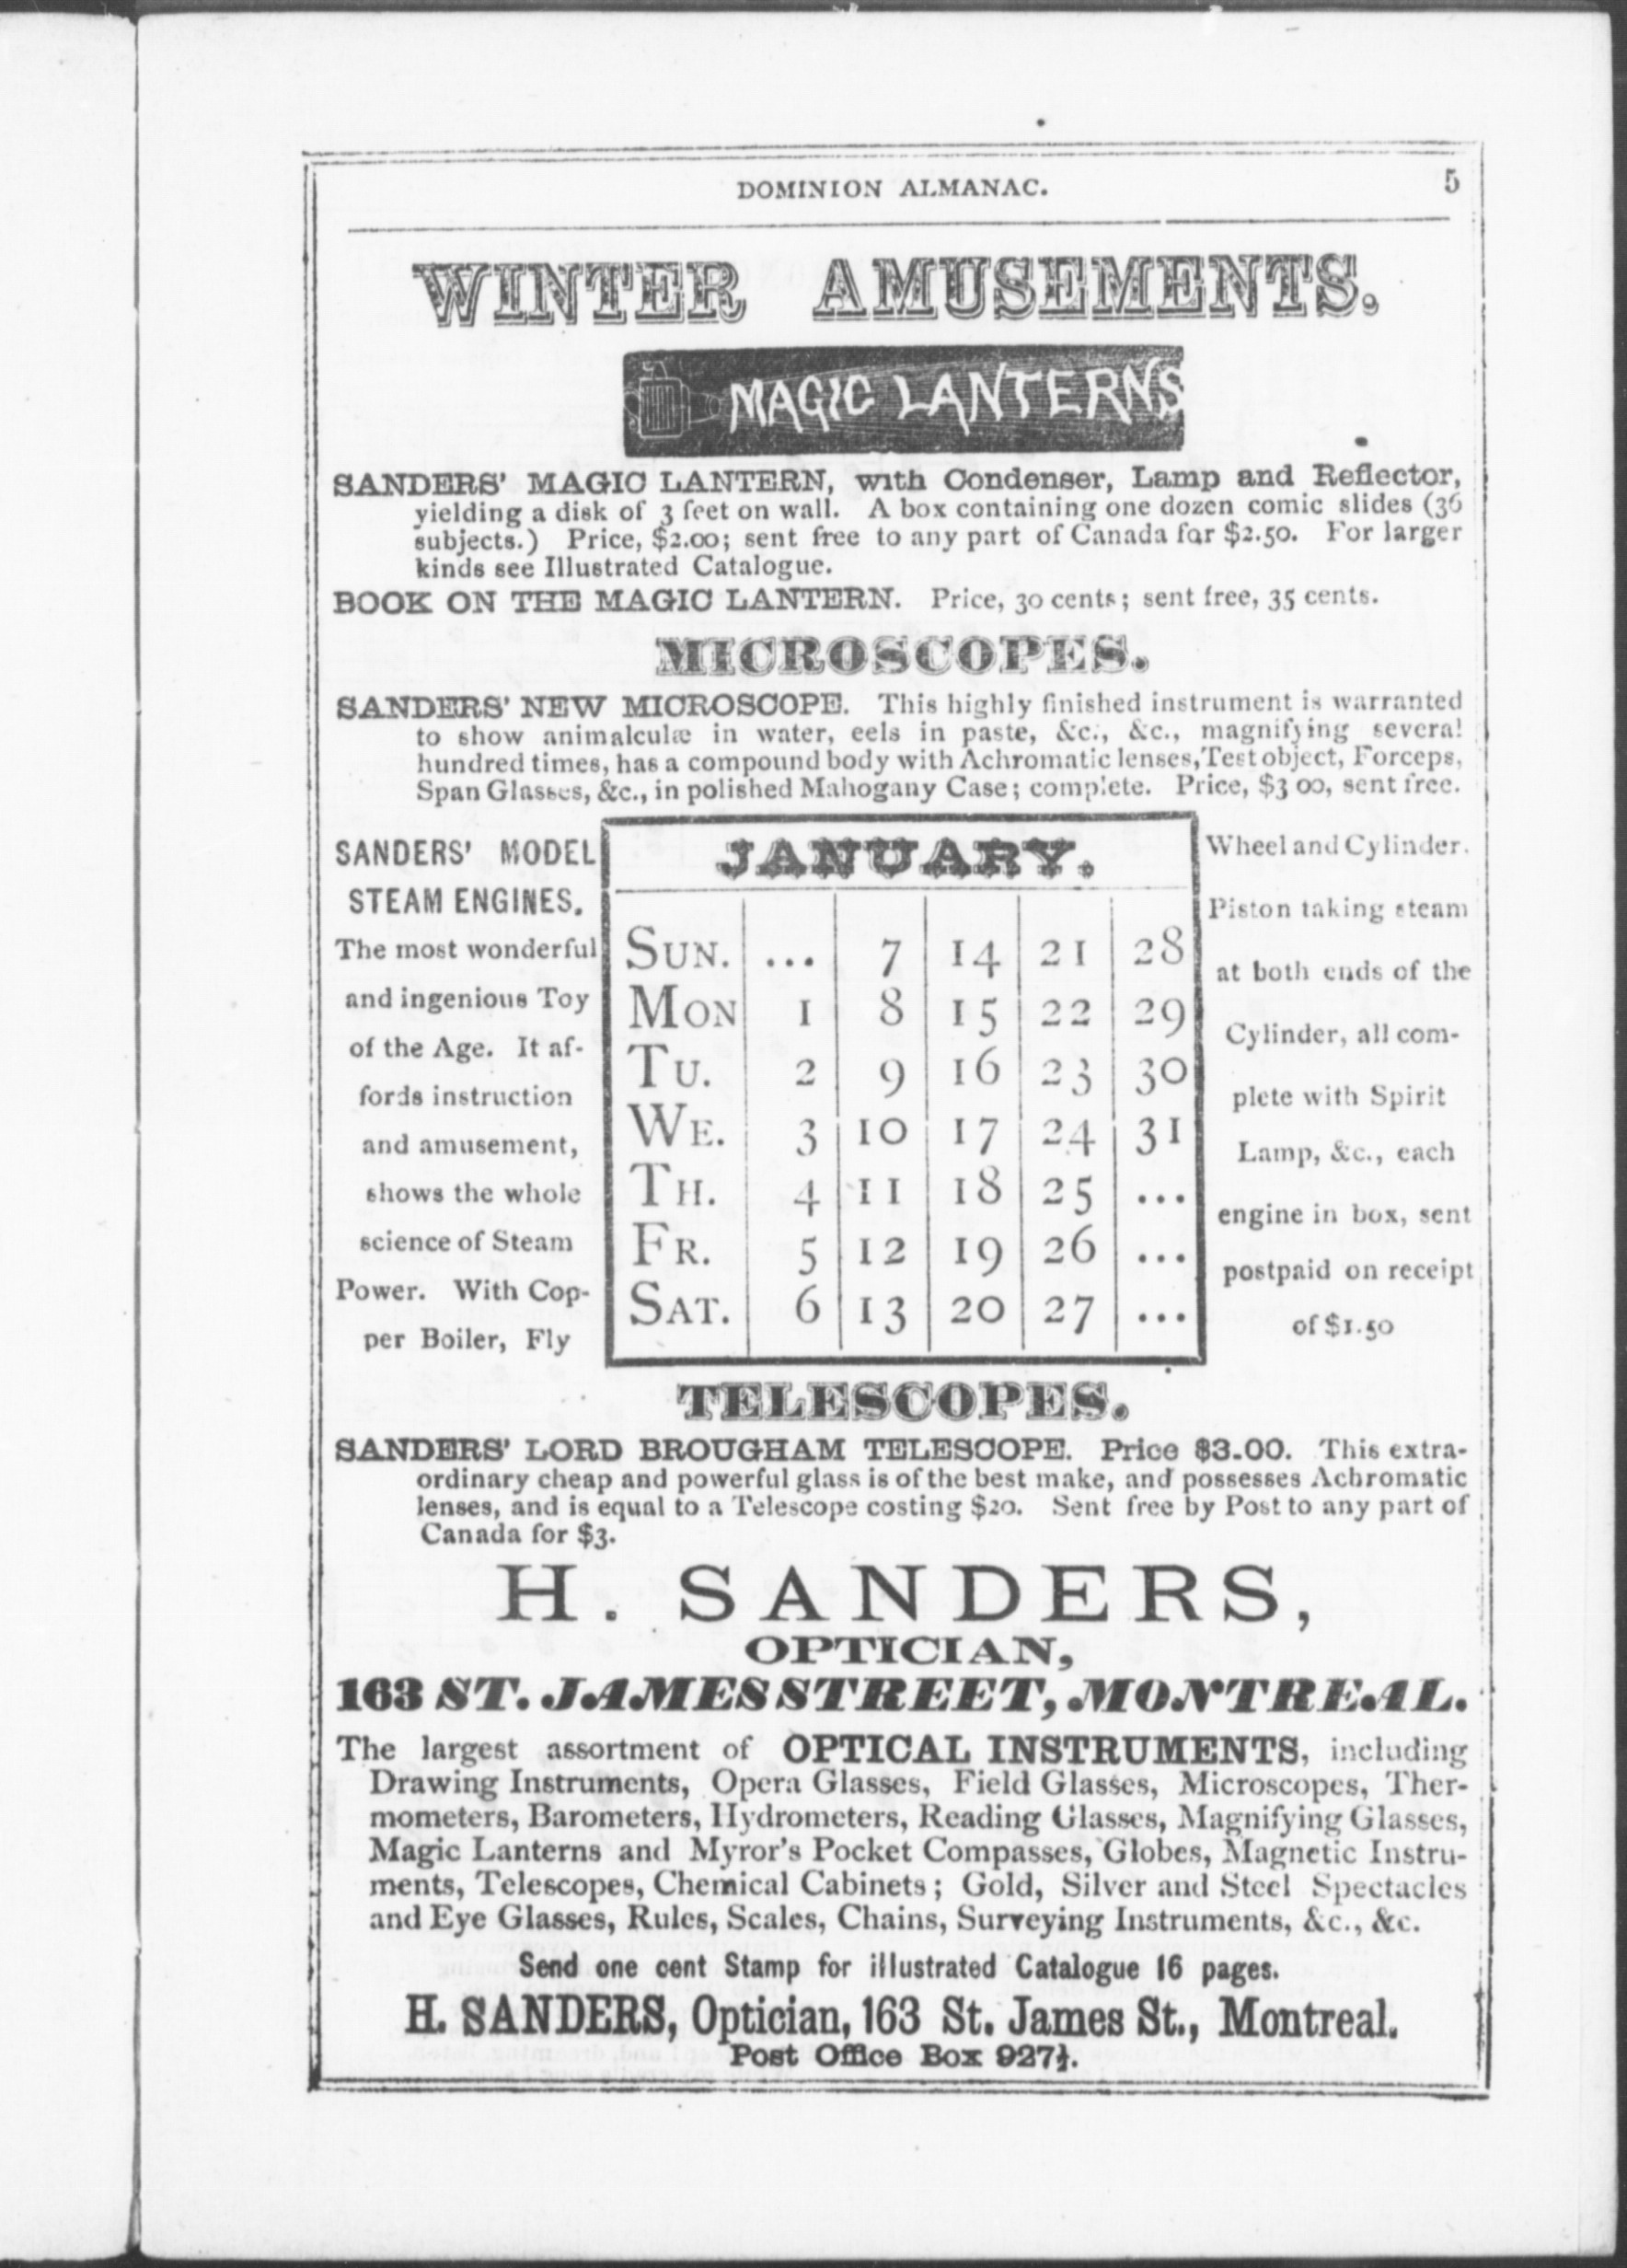 DOMINION ALMANAC. 5
WINTER AMUSEMENTS.
MAGIC LANTERNS
SANDERS' MAGIC LANTERN, with Condenser, Lamp and Reflector,
yielding a disk of 3 feet on wall. A box containing one dozen comic slides (36
subjects.) Price, $2.00; sent free to any part of Canada for $2.50. For larger
kinds see Illustrated Catalogue.
BOOK ON THE MAGIC LANTERN. Price, 30 cents; sent free, 35 cents.
MICROSCOPES.
SANDERS' NEW MICROSCOPE. This highly finished instrument is warranted
to show animalculæ in water, eels in paste, &c., &c., magnifying several
hundred times, has a compound body with Achromatic lenses, Test object, Forceps,
Span Glasses, &c., in polished Mahogany Case; complete. Price, $3 00, sent free.
SANDERS' MODEL
STEAM ENGINES.
The most wonderful
and ingenious Toy
of the Age. It af-
fords instruction
and amusement,
shows the whole
science of Steam
Power. With Cop-
per Boiler, Fly
JANUARY.
SUN. ... 7 14 21 28
MON 1 8 15 22 29
TU. 2 9 16 23 30
WE. 3 10 17 24 31
TH. 4 11 18 25 ...
FR. 5 12 19 26 ...
SAT. 6 13 20 27 ...
Wheel and Cylinder.
Piston taking steam
at both ends of the
Cylinder, all com-
plete with Spirit
Lamp, &c., each
engine in box, sent
postpaid on receipt
of $1.50
TELESCOPES.
SANDERS' LORD BROUGHAM TELESCOPE. Price $3.00. This extra-
ordinary cheap and powerful glass is of the best make, and possesses Achromatic
lenses, and is equal to a Telescope costing $20. Sent free by Post to any part of
Canada for $3.
H. SANDERS,
OPTICIAN,
163 ST. JAMES STREET, MONTREAL.
The largest assortment of OPTICAL INSTRUMENTS, including
Drawing Instruments, Opera Glasses, Field Glasses, Microscopes, Ther-
mometers, Barometers, Hydrometers, Reading Glasses, Magnifying Glasses,
Magic Lanterns and Myror's Pocket Compasses, Globes, Magnetic Instru-
ments, Telescopes, Chemical Cabinets; Gold, Silver and Steel Spectacles
and Eye Glasses, Rules, Scales, Chains, Surveying Instruments, &c., &c.
Send one cent Stamp for illustrated Catalogue 16 pages.
H. SANDERS, Optician, 163 St. James St., Montreal.
Post Office Box 927½.